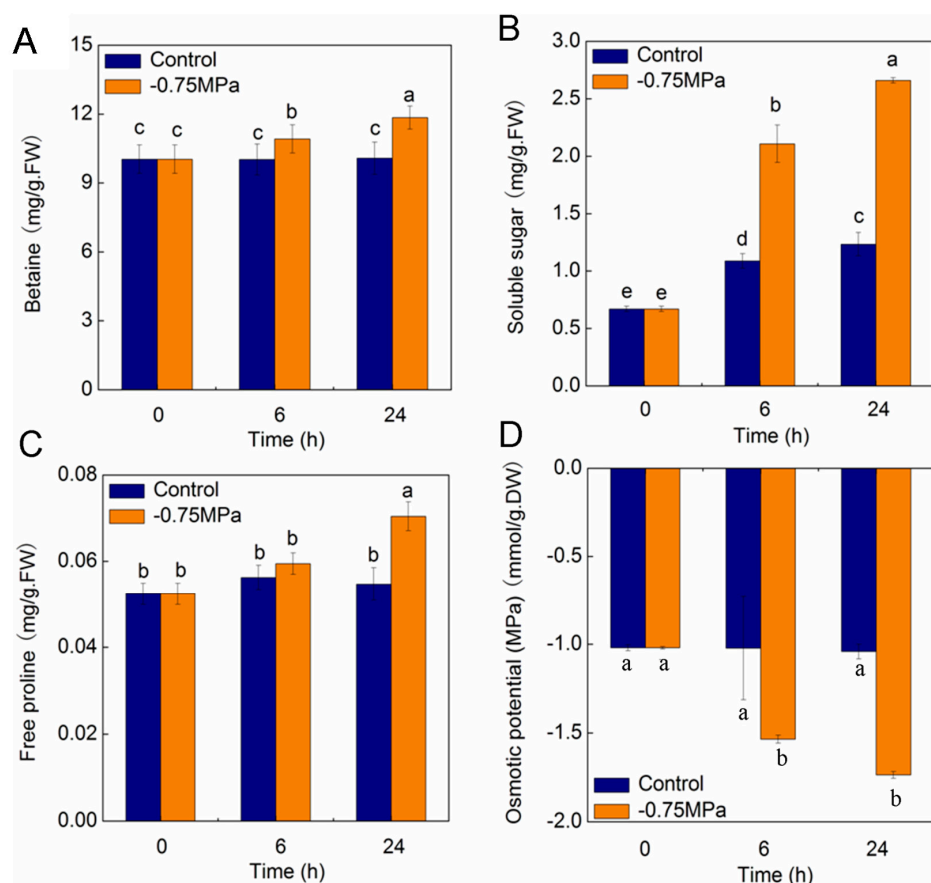 A
Control
-0.75MPa
15
12
9
6
3
0
c c c b c a
Betaine (mg/g.FW)
0 6 24
Time (h)
B
Control
-0.75MPa
3.0
2.5
2.0
1.5
1.0
0.5
0.0
e e d b c a
Soluble sugar (mg/g.FW)
0 6 24
Time (h)
C
Control
-0.75MPa
0.08
0.06
0.04
0.02
0.00
b b b b b a
Free proline (mg/g.FW)
0 6 24
Time (h)
D
0.0
-0.5
-1.0
-1.5
-2.0
a a a b a b
Osmotic potential (MPa) (mmol/g.DW)
Control
-0.75MPa
0 6 24
Time (h)